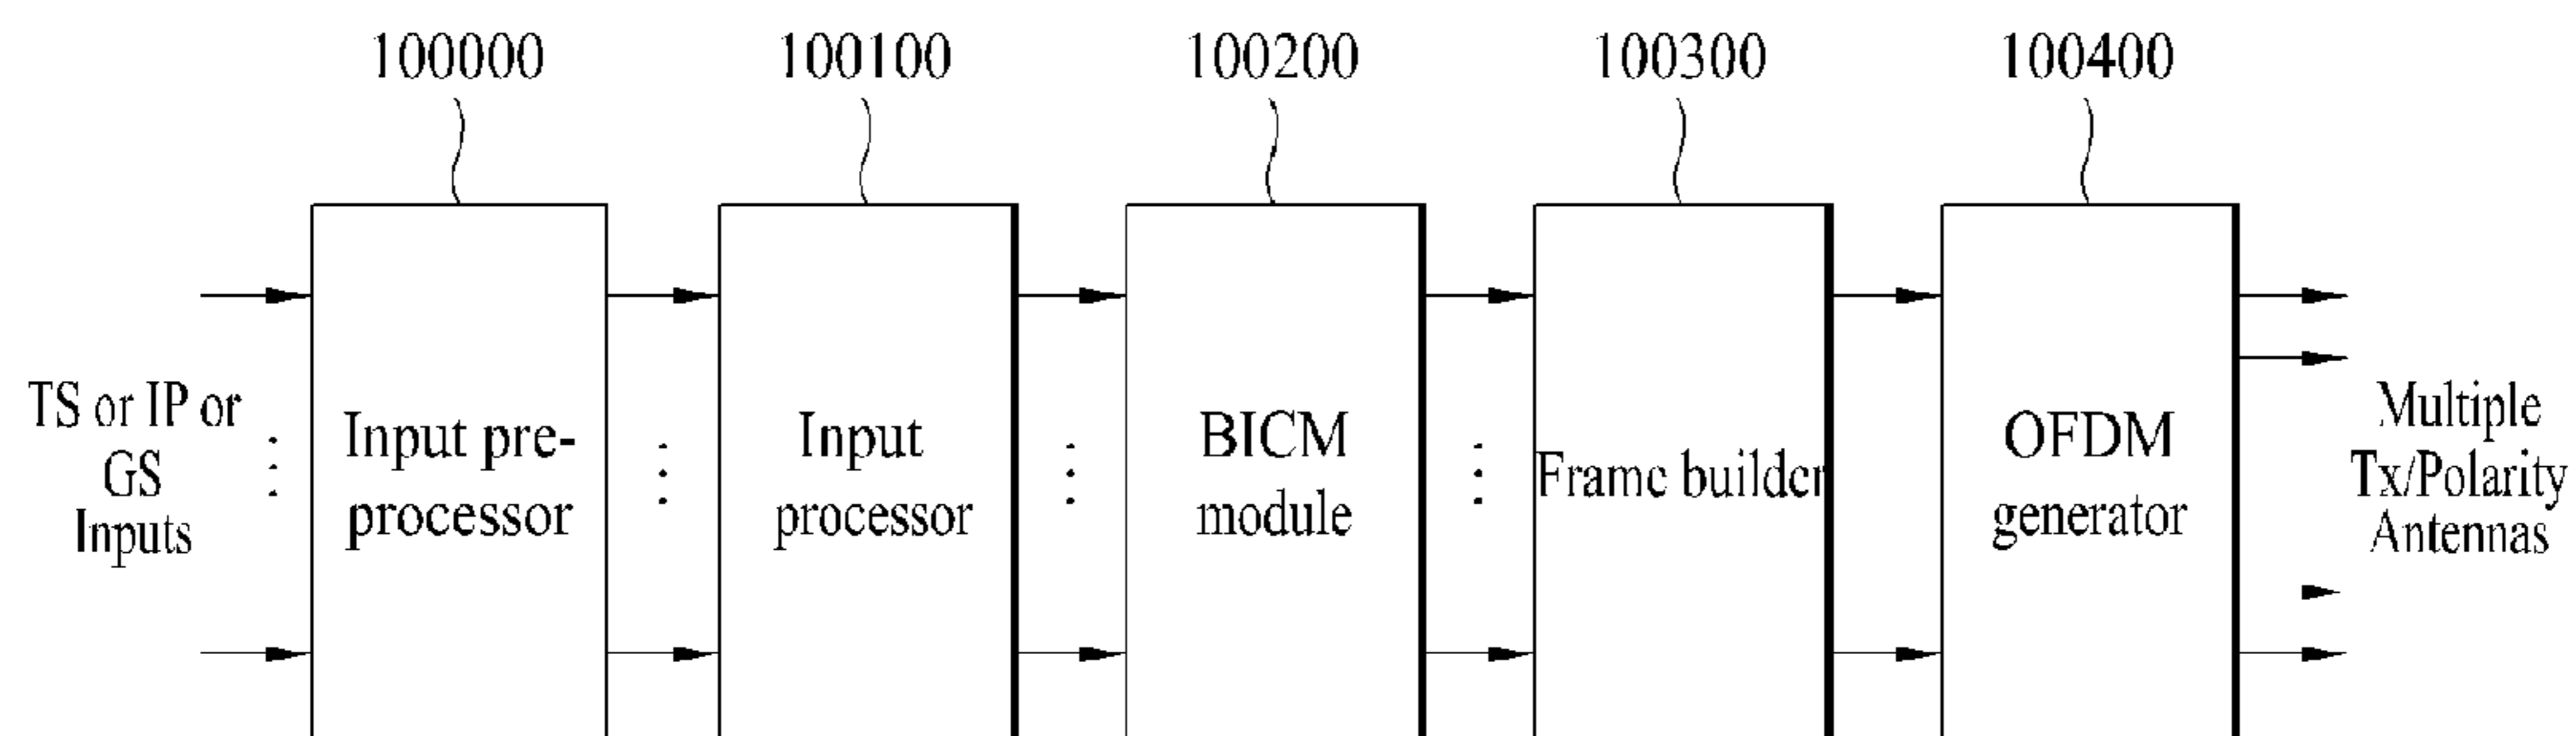 100000 100100 100200 100300 100400
TS or IP or
GS
Inputs
Input pre-
processor
Input
processor
BICM
module
Frame builder
OFDM
generator
Multiple
Tx/Polarity
Antennas